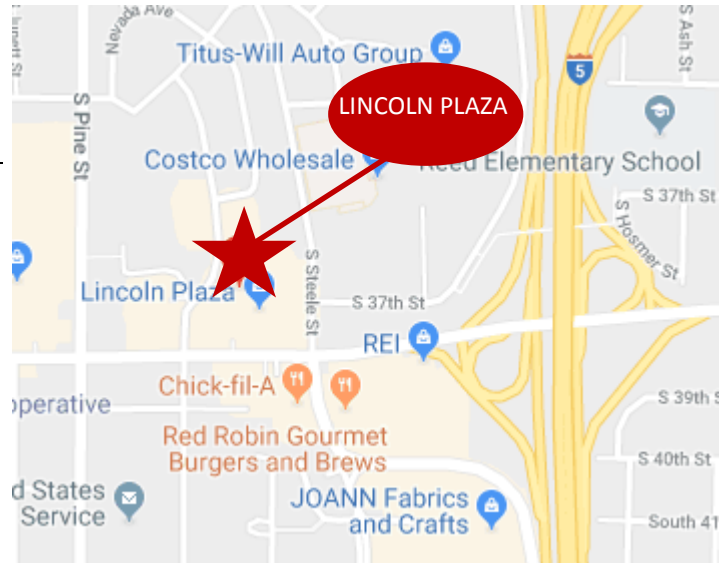 Nevada Ave
S Ash St
Titus-Will Auto Group
5
LINCOLN PLAZA
S Pine St
Costco Wholesale
Elementary School
S 37th St
S Hosmer St
S Steele St
Lincoln Plaza
S 37th St
REI
Chick-fil-A
perative
S 39th S
Red Robin Gourmet
Burgers and Brews
S 40th St
d States
Service
JOANN Fabrics
and Crafts
South 41